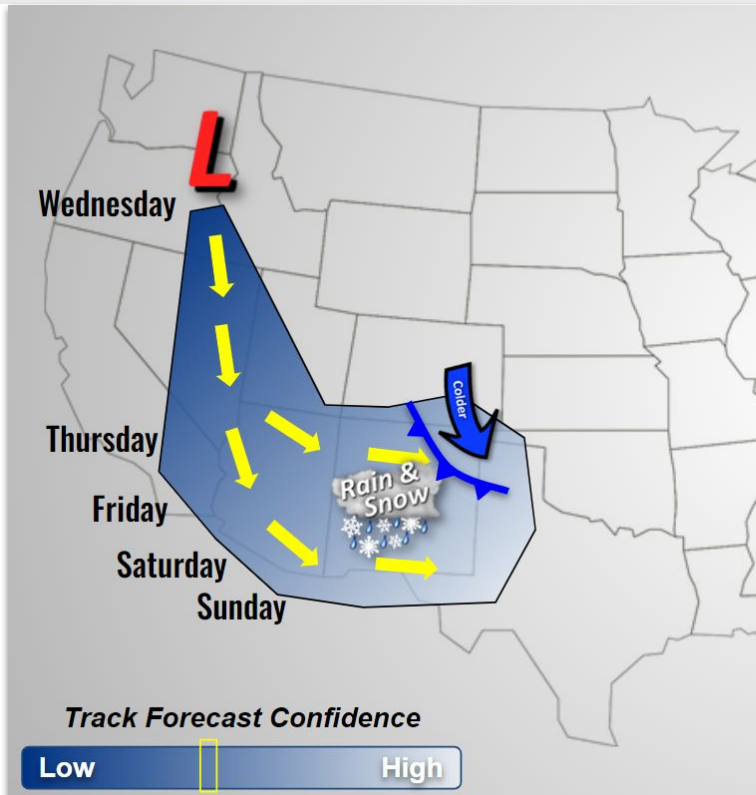 L
Wednesday
Colder
Thursday
Rain &
Snow
Friday
Saturday
Sunday
Track Forecast Confidence
Low High